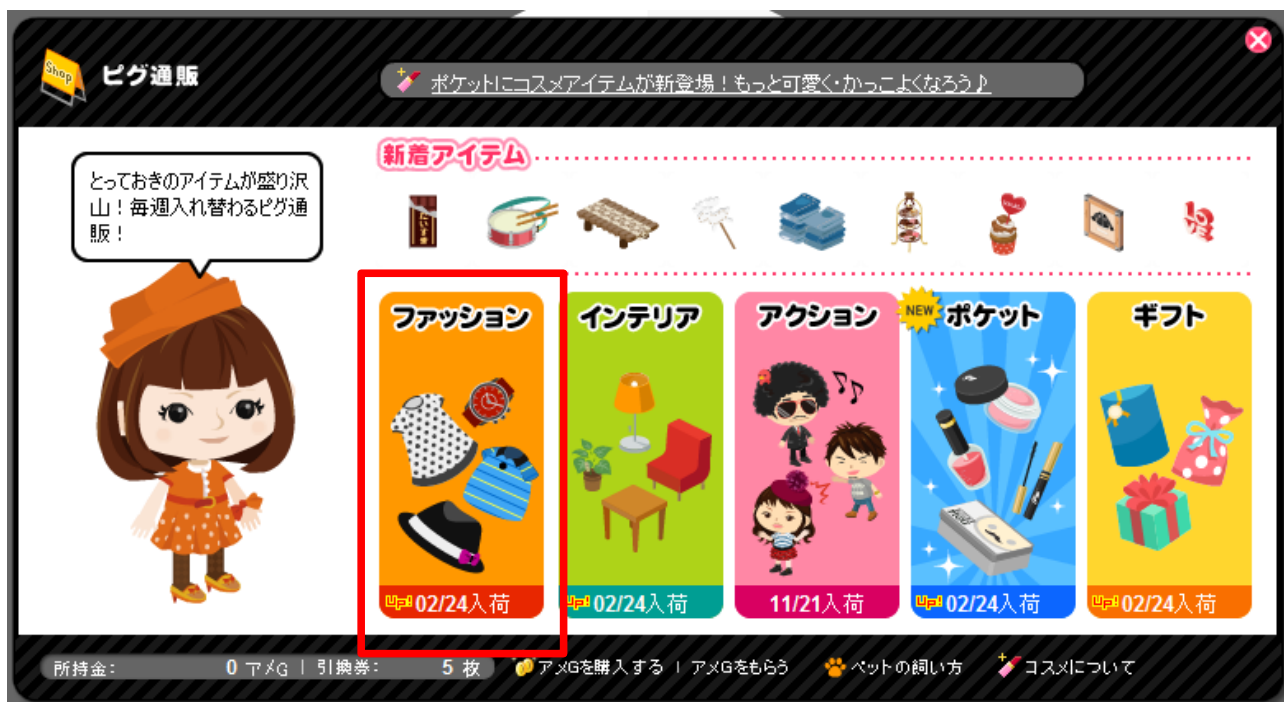 Shop
ピグ通販
ポケットにコスメアイテムが新登場！もっと可愛く・かっこよくなろう♪
とっておきのアイテムが盛り沢
山！毎週入れ替わるピグ通
販！
新着アイテム
だいすき
LOVE
ファッション
インテリア
アクション
NEW
ポケット
ギフト
Up! 02/24入荷
Up! 02/24入荷
11/21入荷
Up! 02/24入荷
Up! 02/24入荷
所持金: 0 アメG | 引換券: 5 枚
アメGを購入する | アメGをもらう
ペットの飼い方
コスメについて